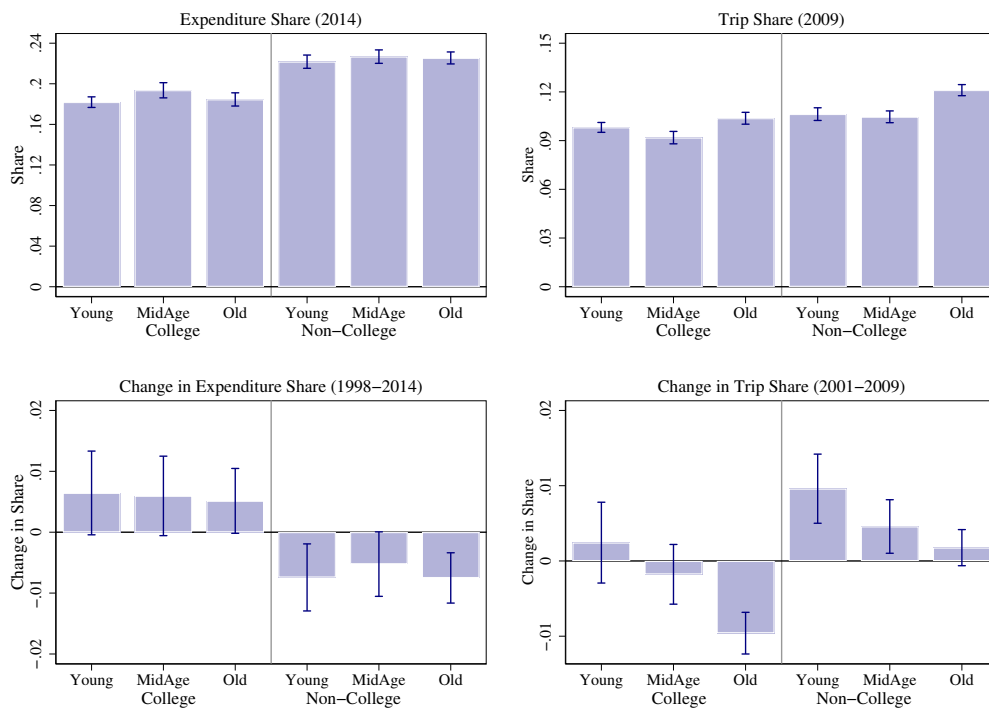 Expenditure Share (2014)
Share
0 .04 .08 .12 .16 .2 .24
Young MidAge Old Young MidAge Old
College Non−College
Trip Share (2009)
Share
0 .03 .06 .09 .12 .15
Young MidAge Old Young MidAge Old
College Non−College
Change in Expenditure Share (1998−2014)
Change in Share
−.02 −.01 0 .01 .02
Young MidAge Old Young MidAge Old
College Non−College
Change in Trip Share (2001−2009)
Change in Share
−.01 0 .01 .02
Young MidAge Old Young MidAge Old
College Non−College